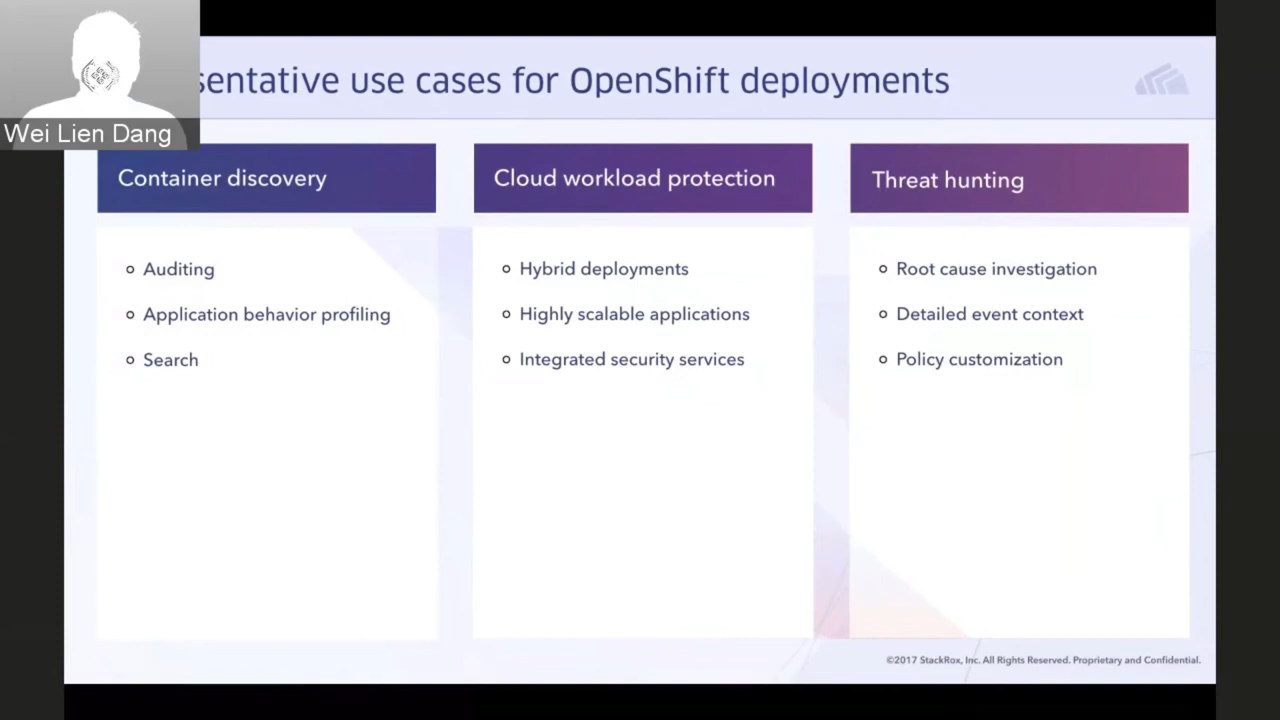 sentative use cases for OpenShift deployments
Wei Lien Dang
Container discovery
Auditing
Application behavior profiling
Search
Cloud workload protection
Hybrid deployments
Highly scalable applications
Integrated security services
Threat hunting
Root cause investigation
Detailed event context
Policy customization
©2017 StackRox, Inc. All Rights Reserved. Proprietary and Confidential.